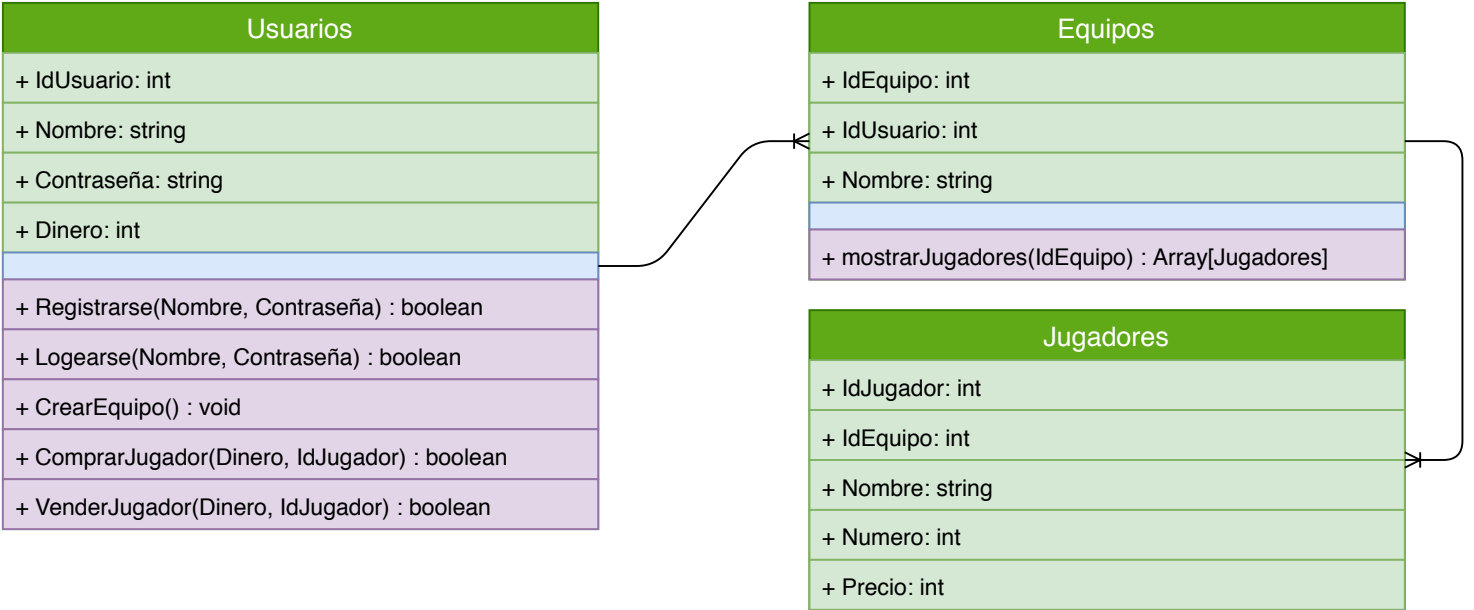 Usuarios
+ IdUsuario: int
+ Nombre: string
+ Contraseña: string
+ Dinero: int
+ Registrarse(Nombre, Contraseña) : boolean
+ Logearse(Nombre, Contraseña) : boolean
+ CrearEquipo() : void
+ ComprarJugador(Dinero, IdJugador) : boolean
+ VenderJugador(Dinero, IdJugador) : boolean
Equipos
+ IdEquipo: int
+ IdUsuario: int
+ Nombre: string
+ mostrarJugadores(IdEquipo) : Array[Jugadores]
Jugadores
+ IdJugador: int
+ IdEquipo: int
+ Nombre: string
+ Numero: int
+ Precio: int